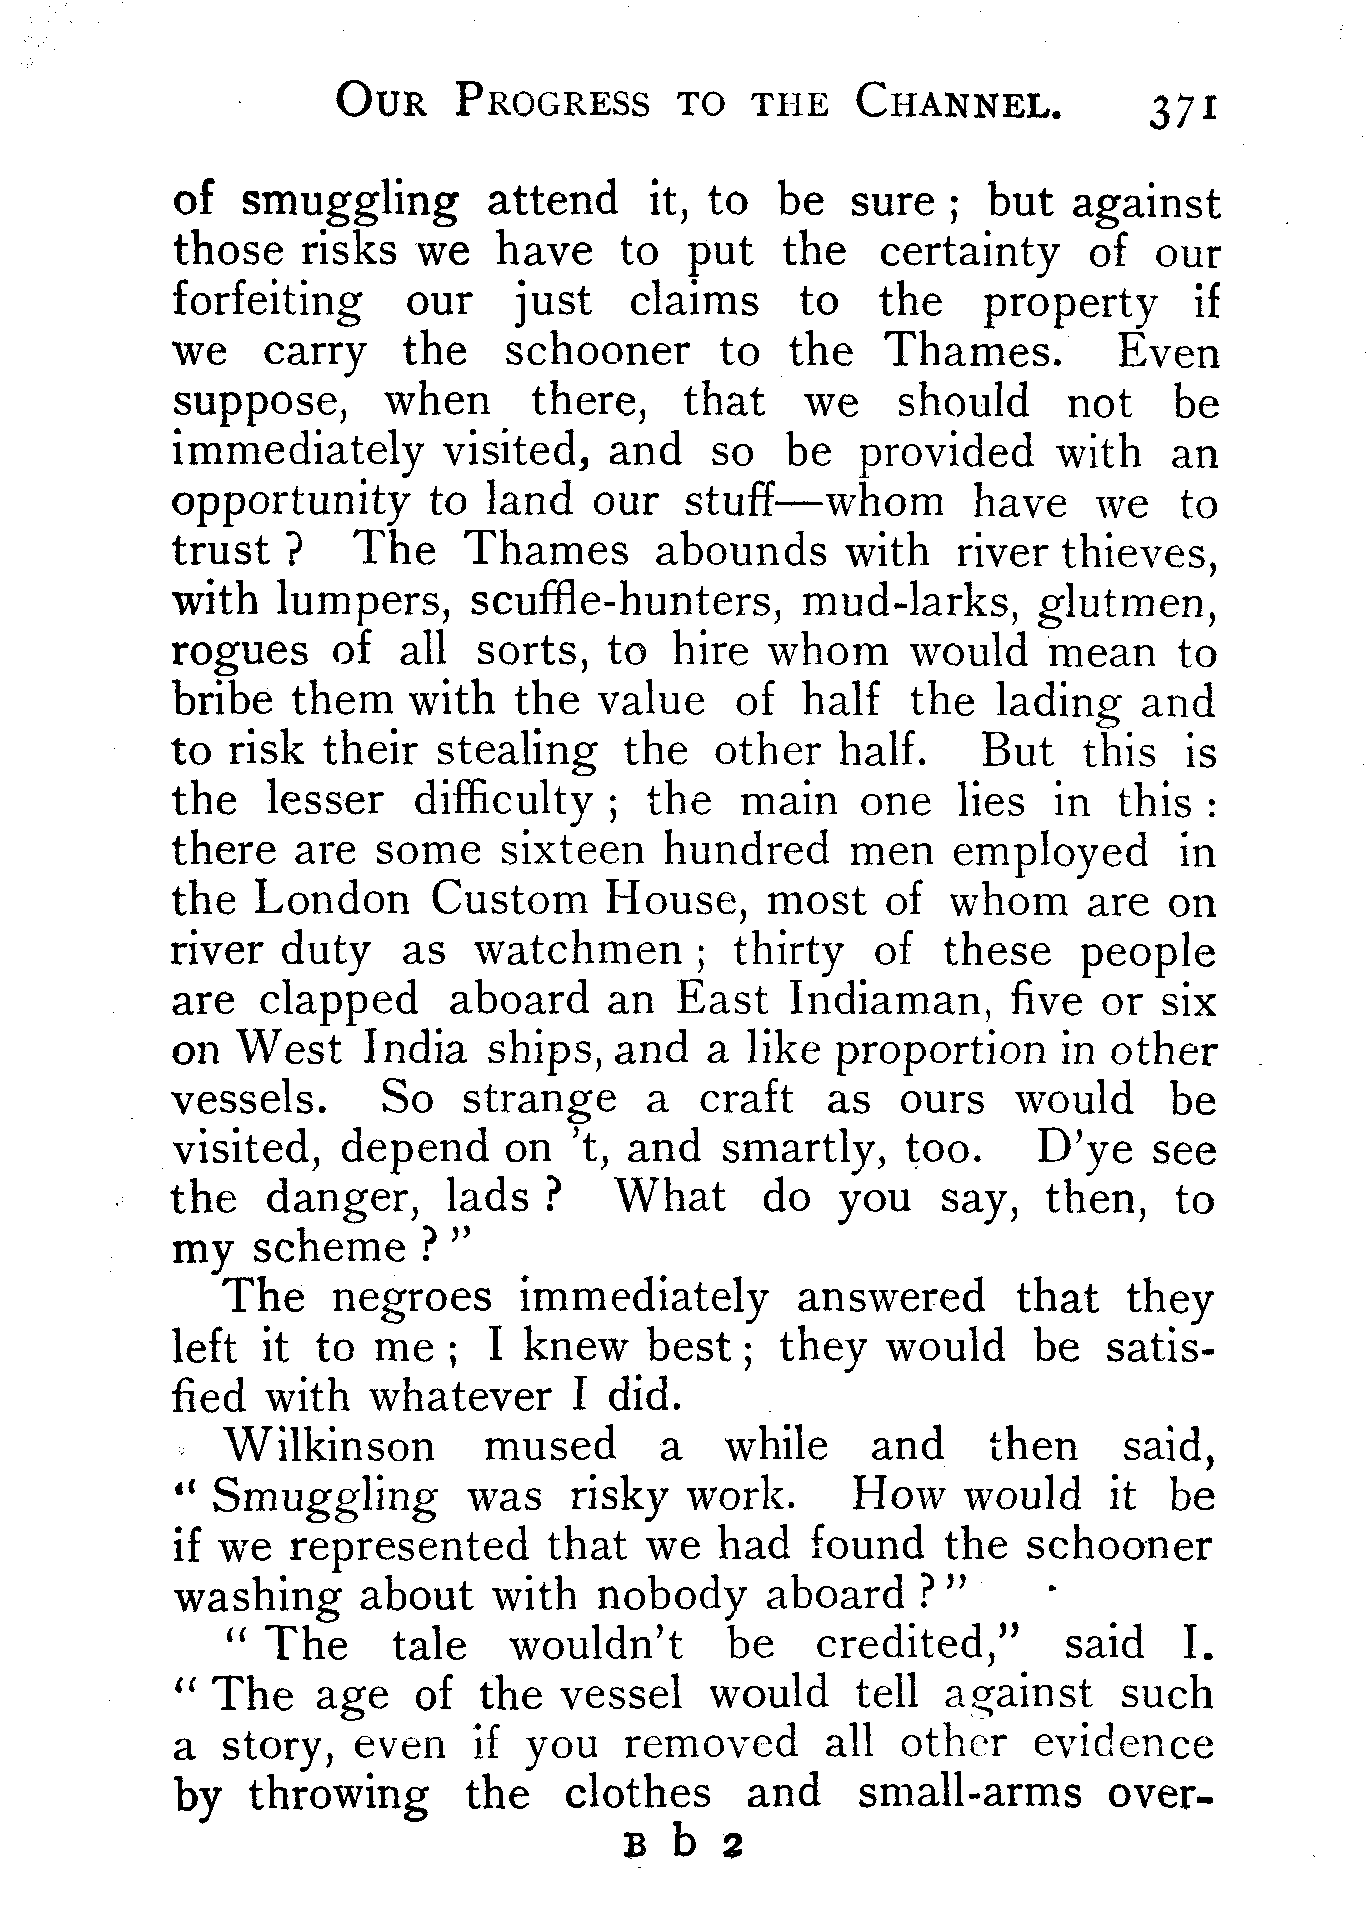 OUR PROGRESS TO THE CHANNEL. 371
of smuggling attend it, to be sure ; but against
those risks we have to put the certainty of our
forfeiting our just claims to the property if
we carry the schooner to the Thames. Even
suppose, when there, that we should not be
immediately visited, and so be provided with an
opportunity to land our stuff—whom have we to
trust ? The Thames abounds with river thieves,
with lumpers, scuffle-hunters, mud-larks, glutmen,
rogues of all sorts, to hire whom would mean to
bribe them with the value of half the lading and
to risk their stealing the other half. But this is
the lesser difficulty ; the main one lies in this :
there are some sixteen hundred men employed in
the London Custom House, most of whom are on
river duty as watchmen ; thirty of these people
are clapped aboard an East Indiaman, five or six
on West India ships, and a like proportion in other
vessels. So strange a craft as ours would be
visited, depend on 't, and smartly, too. D'ye see
the danger, lads ? What do you say, then, to
my scheme ? ”
The negroes immediately answered that they
left it to me ; I knew best ; they would be satis-
fied with whatever I did.
Wilkinson mused a while and then said,
“ Smuggling was risky work. How would it be
if we represented that we had found the schooner
washing about with nobody aboard ? ”
“ The tale wouldn't be credited,” said I.
“ The age of the vessel would tell against such
a story, even if you removed all other evidence
by throwing the clothes and small-arms over-
B b 2